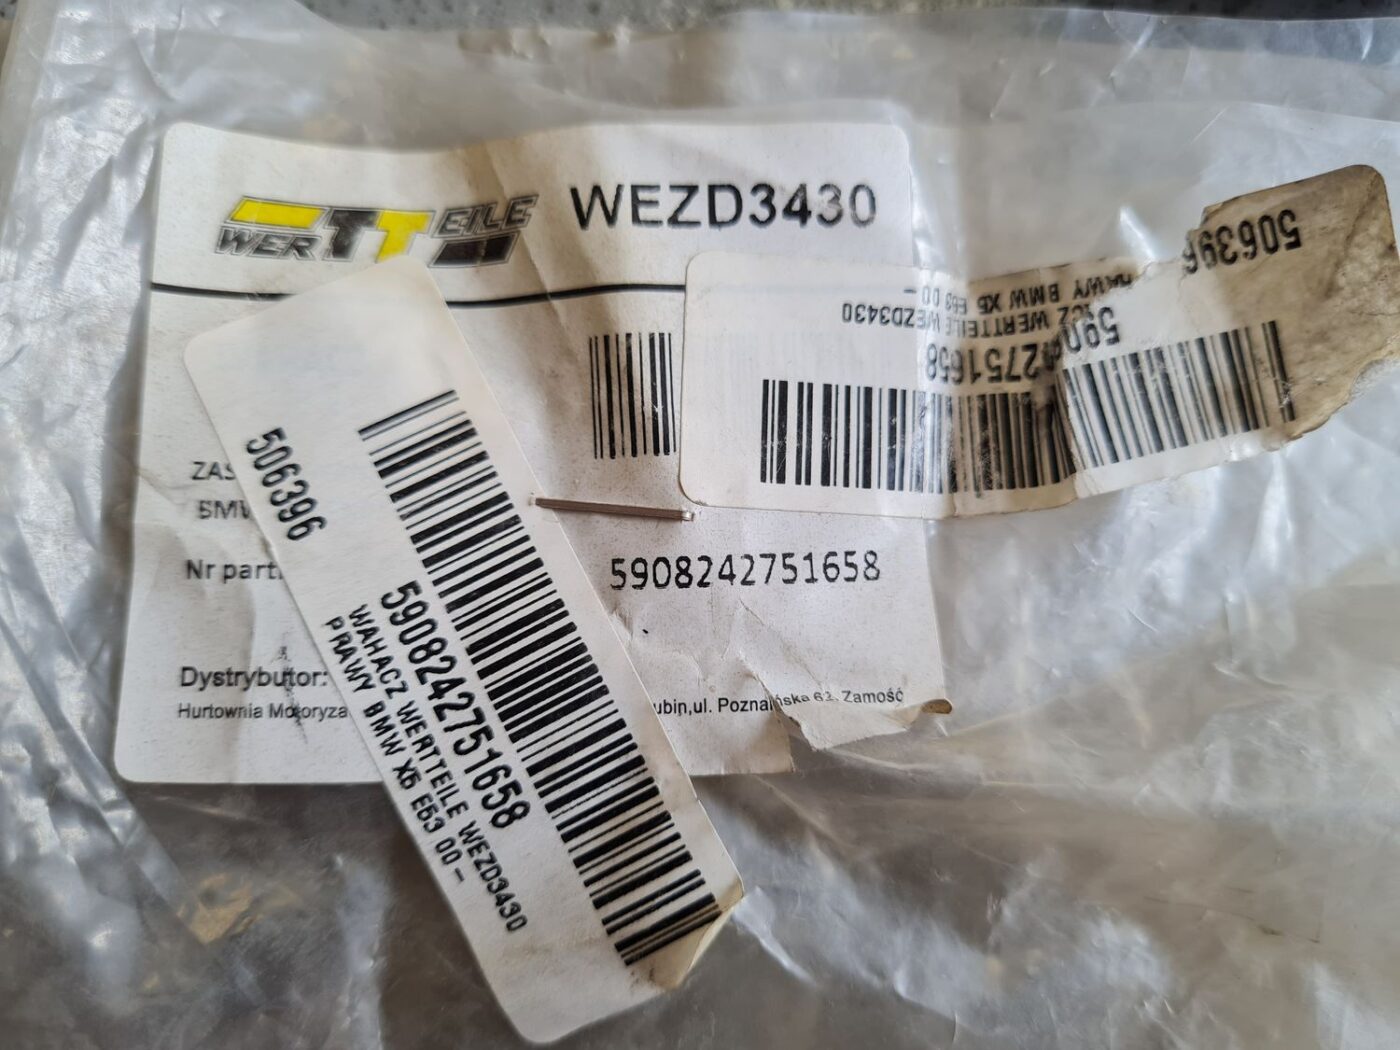 WERTTEILE
WEZD3430
ZAS
BMW
Nr part
5908242751658
Dystrybutor:
Hurtownia Motoryza
ubin,ul. Poznańska 62, Zamość
506396
5908242751658
WAHACZ WERTTEILE WEZD3430
PRAWY BMW X5 E53 00-
506396
5908242751658
CZ WERTTEILE WEZD3430
RAWY BMW X5 E53 00-